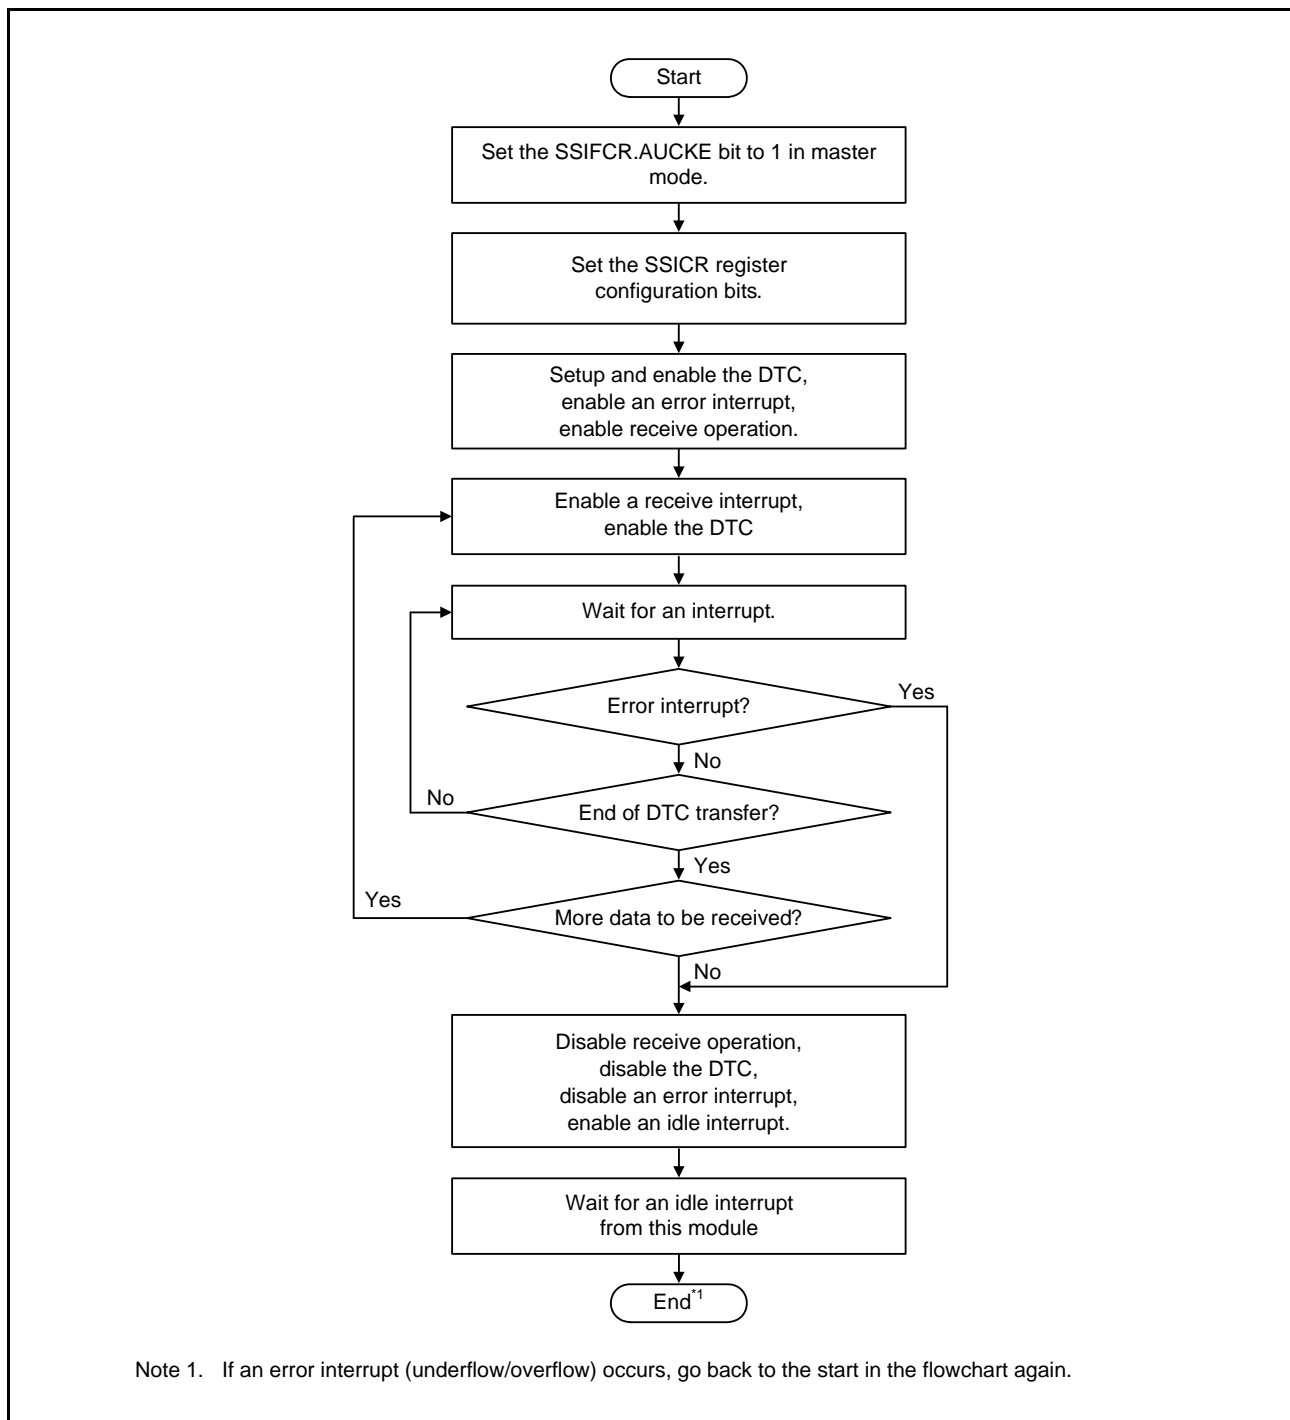 Start
Set the SSIFCR.AUCKE bit to 1 in master
mode.
Set the SSICR register
configuration bits.
Setup and enable the DTC,
enable an error interrupt,
enable receive operation.
Enable a receive interrupt,
enable the DTC
Wait for an interrupt.
Error interrupt?
Yes
No
End of DTC transfer?
No
Yes
More data to be received?
Yes
No
Disable receive operation,
disable the DTC,
disable an error interrupt,
enable an idle interrupt.
Wait for an idle interrupt
from this module
End*1
Note 1. If an error interrupt (underflow/overflow) occurs, go back to the start in the flowchart again.